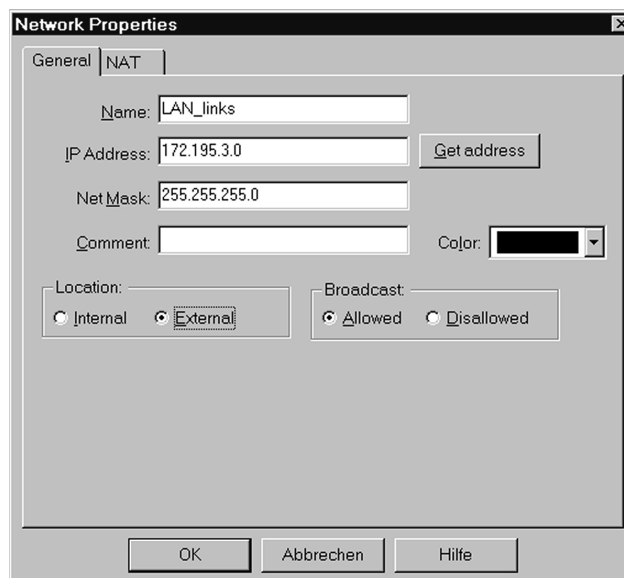 Network Properties
General NAT
Name: LAN_links
IP Address: 172.195.3.0 Get address
Net Mask: 255.255.255.0
Comment: Color:
Location: Broadcast:
Internal External Allowed Disallowed
OK Abbrechen Hilfe